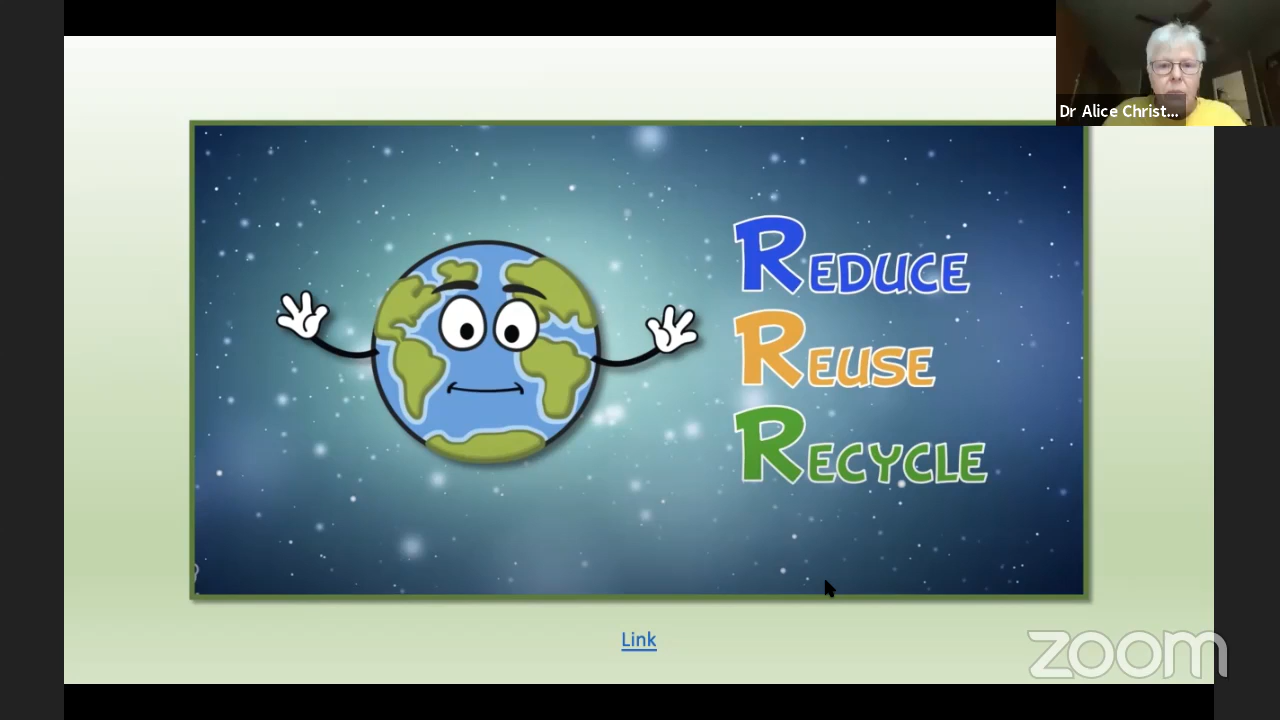 Dr Alice Christ...
REDUCE
REUSE
RECYCLE
Link
zoom